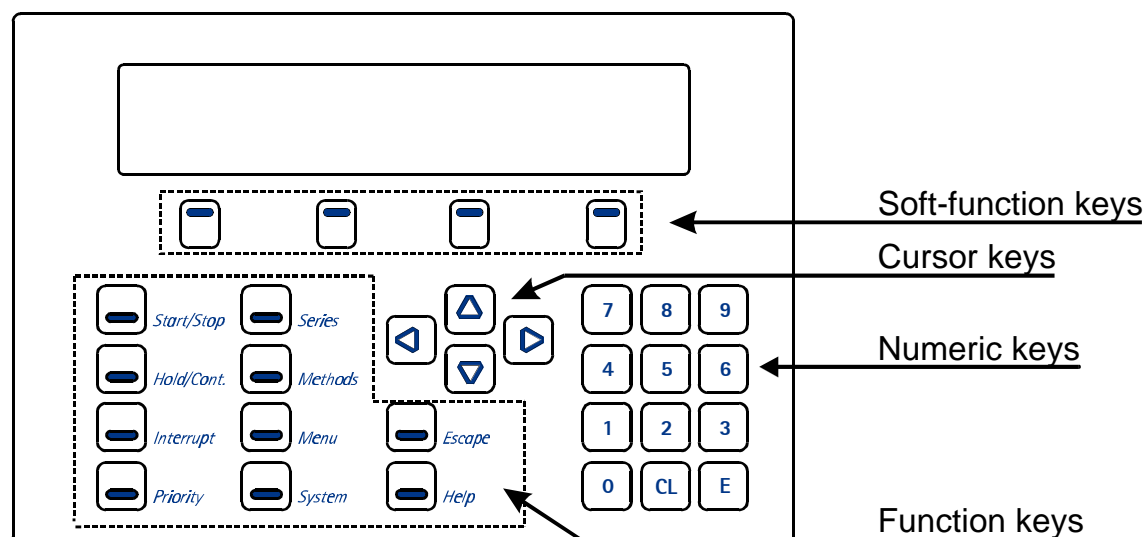 Soft-function keys
Cursor keys
Start/Stop Series
7 8 9
Numeric keys
Hold/Cont. Methods
4 5 6
Interrupt Menu Escape
1 2 3
Priority System Help
0 CL E
Function keys